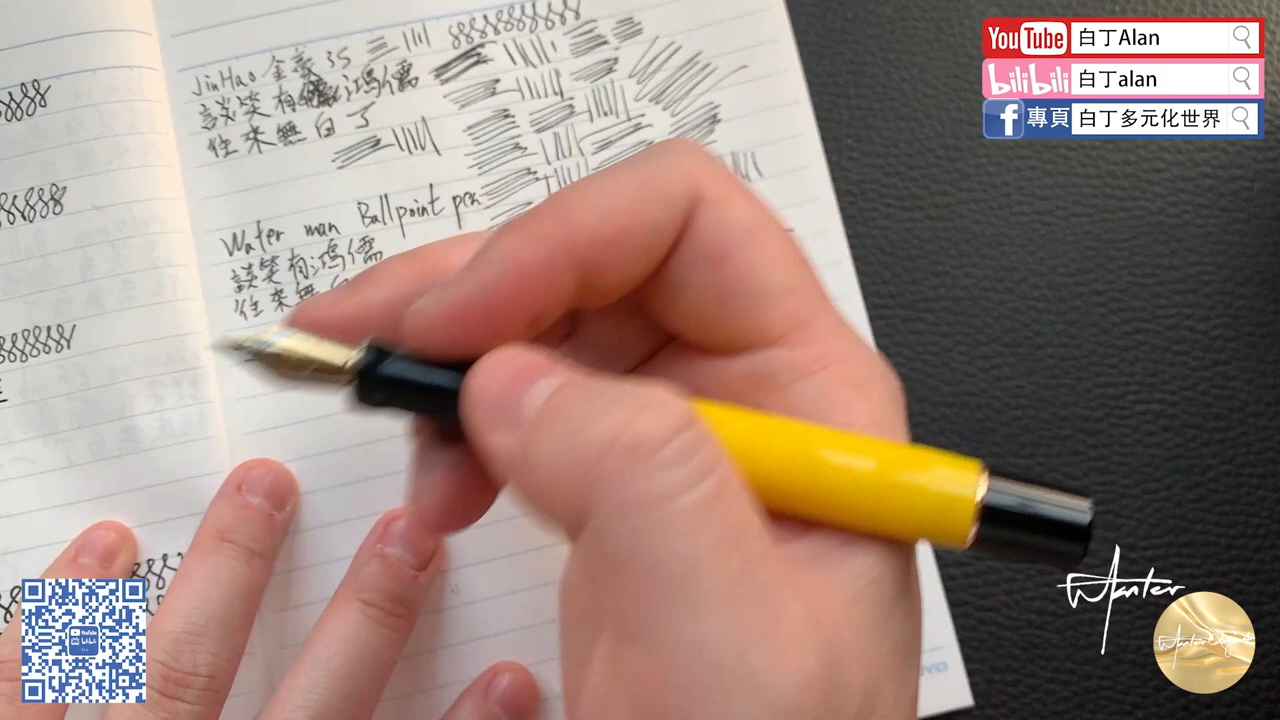 JinHao 金豪 35
談笑有鴻儒
往來無白丁
Water man Ballpoint pen
談笑有鴻儒
往來無白
YouTube 白丁Alan
bilibili 白丁alan
f 專頁 白丁多元化世界